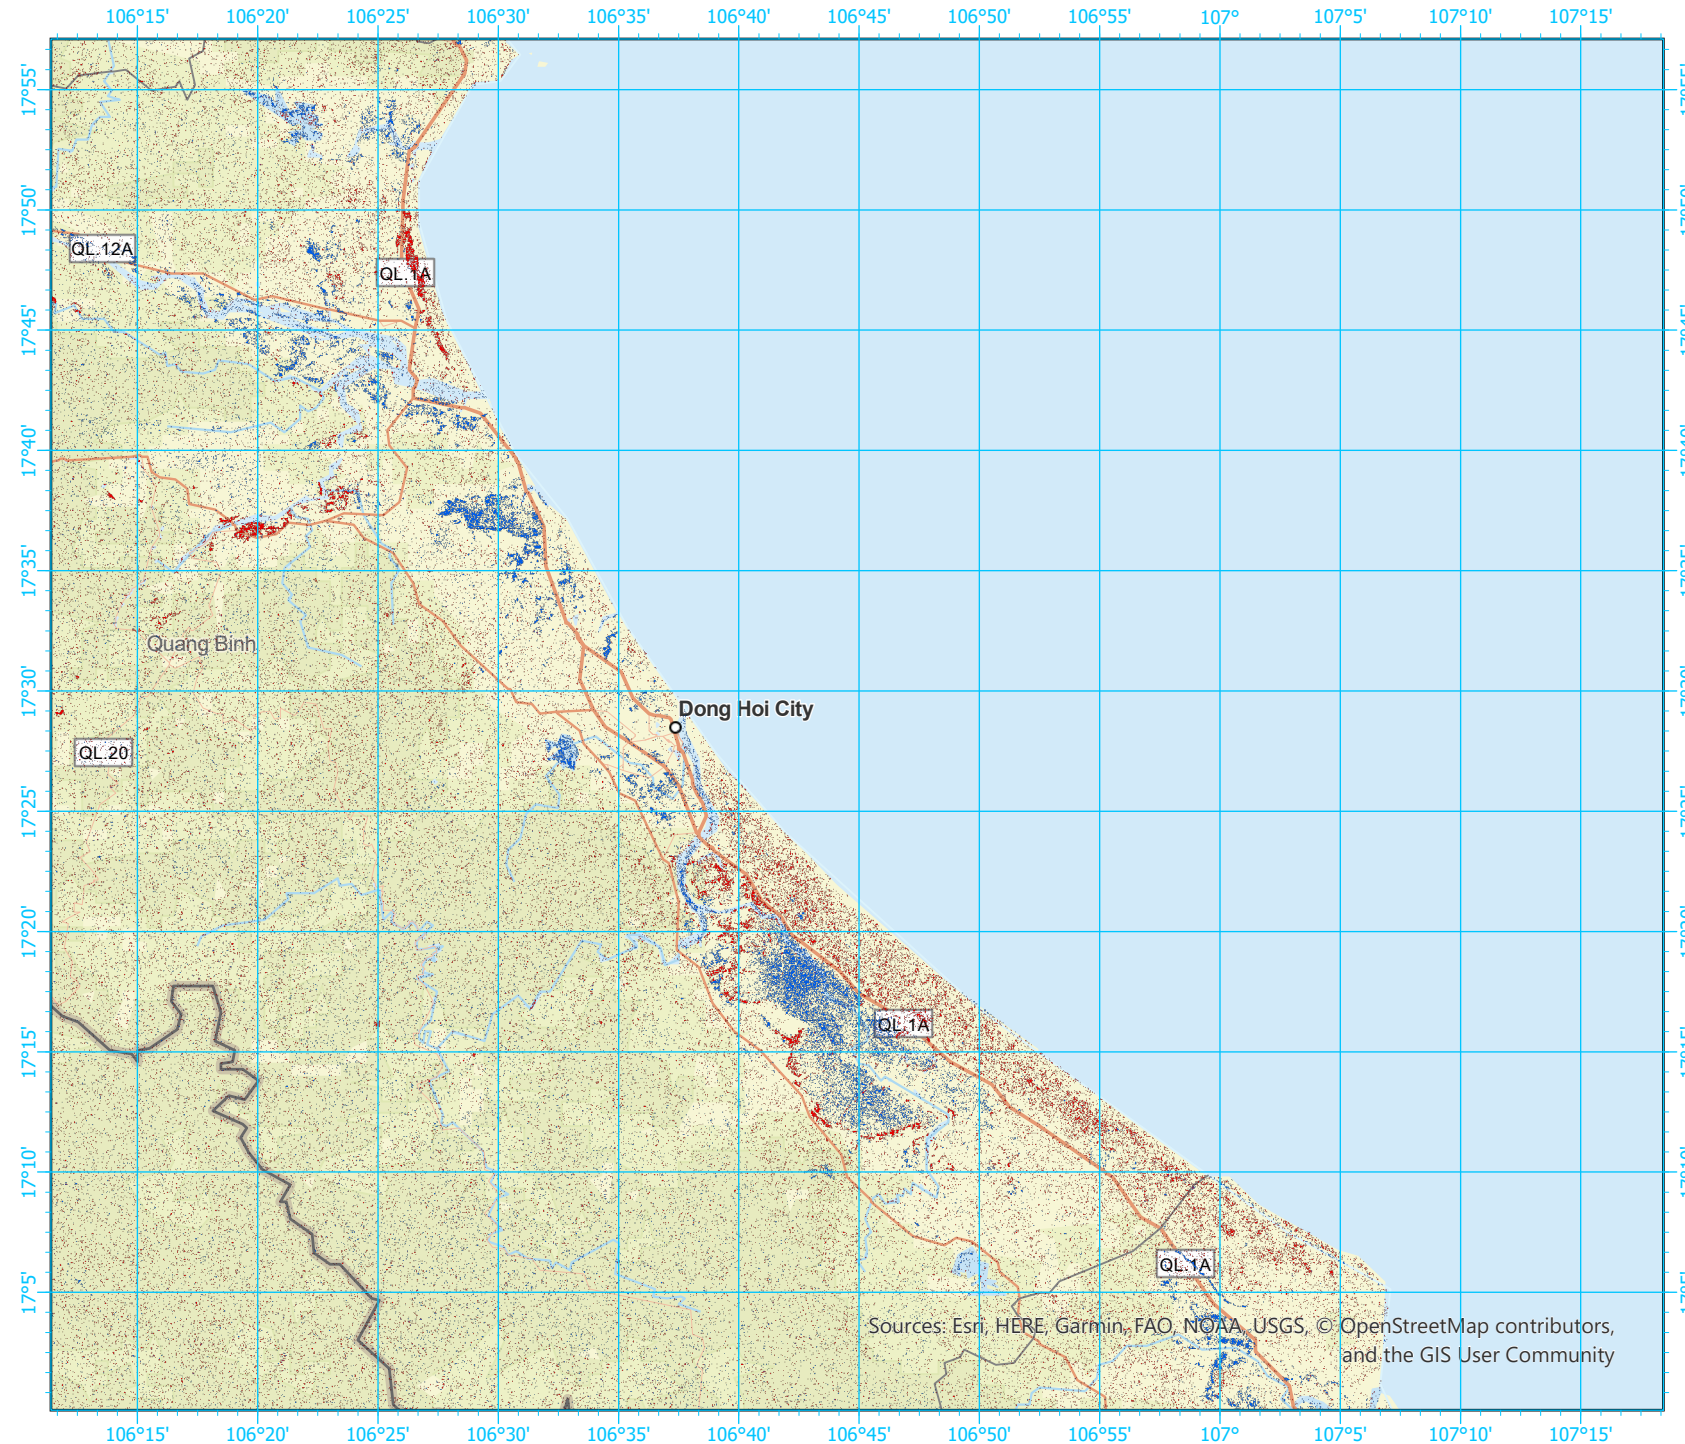 106°15' 106°20' 106°25' 106°30' 106°35' 106°40' 106°45' 106°50' 106°55' 107° 107°5' 107°10' 107°15'
17°55'
17°50'
QL.12A
QL.1A
17°45'
17°40'
17°35'
Quang Binh
17°30'
Dong Hoi City
QL.20
17°25'
17°20'
QL.1A
17°15'
17°10'
QL.1A
17°5'
Sources: Esri, HERE, Garmin, FAO, NOAA, USGS, © OpenStreetMap contributors,
and the GIS User Community
106°15' 106°20' 106°25' 106°30' 106°35' 106°40' 106°45' 106°50' 106°55' 107° 107°5' 107°10' 107°15'